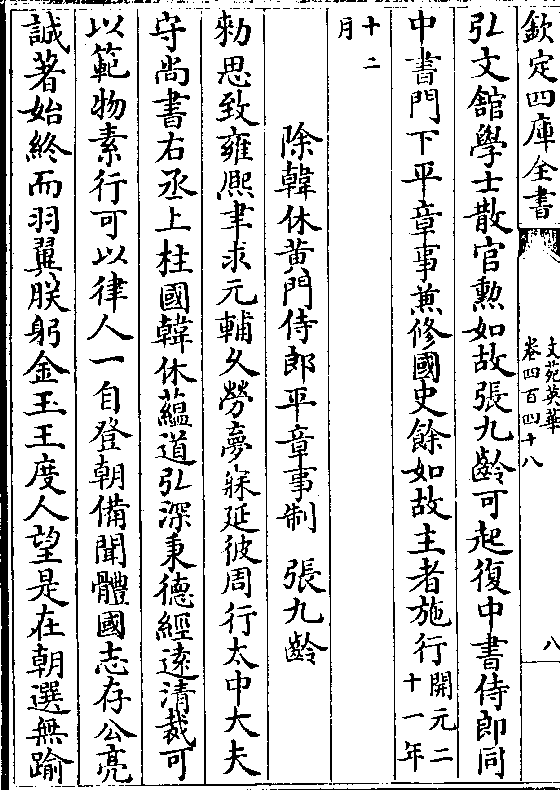 欽定四庫全書
文苑英華
卷四百四十八
八
弘文館學士散官勲如故張九齡可起復中書侍郎同
中書門下平章事兼修國史餘如故主者施行開元二
十一年
十二
月
除韓休黄門侍郎平章事制 張九齡
勑思致雍熈聿求元輔乆勞夢寐延彼周行太中大夫
守尚書右丞上柱國韓休藴道弘深秉德經逺清裁可
以範物素行可以律人一自登朝備聞體國志存公亮
誠著始終而羽翼朕躬金玉王度人望是在朝選無踰